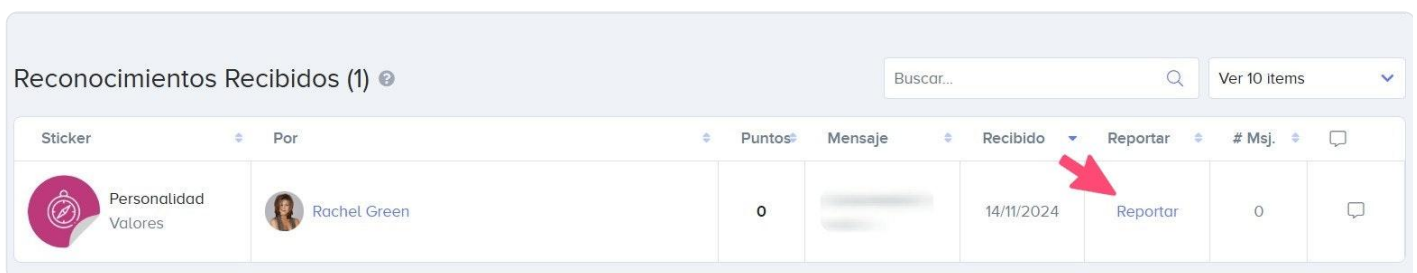 Reconocimientos Recibidos (1) ?
Buscar...
Ver 10 items
Sticker Por Puntos Mensaje Recibido Reportar # Msj.
Personalidad
Valores
Rachel Green 0 14/11/2024 Reportar 0